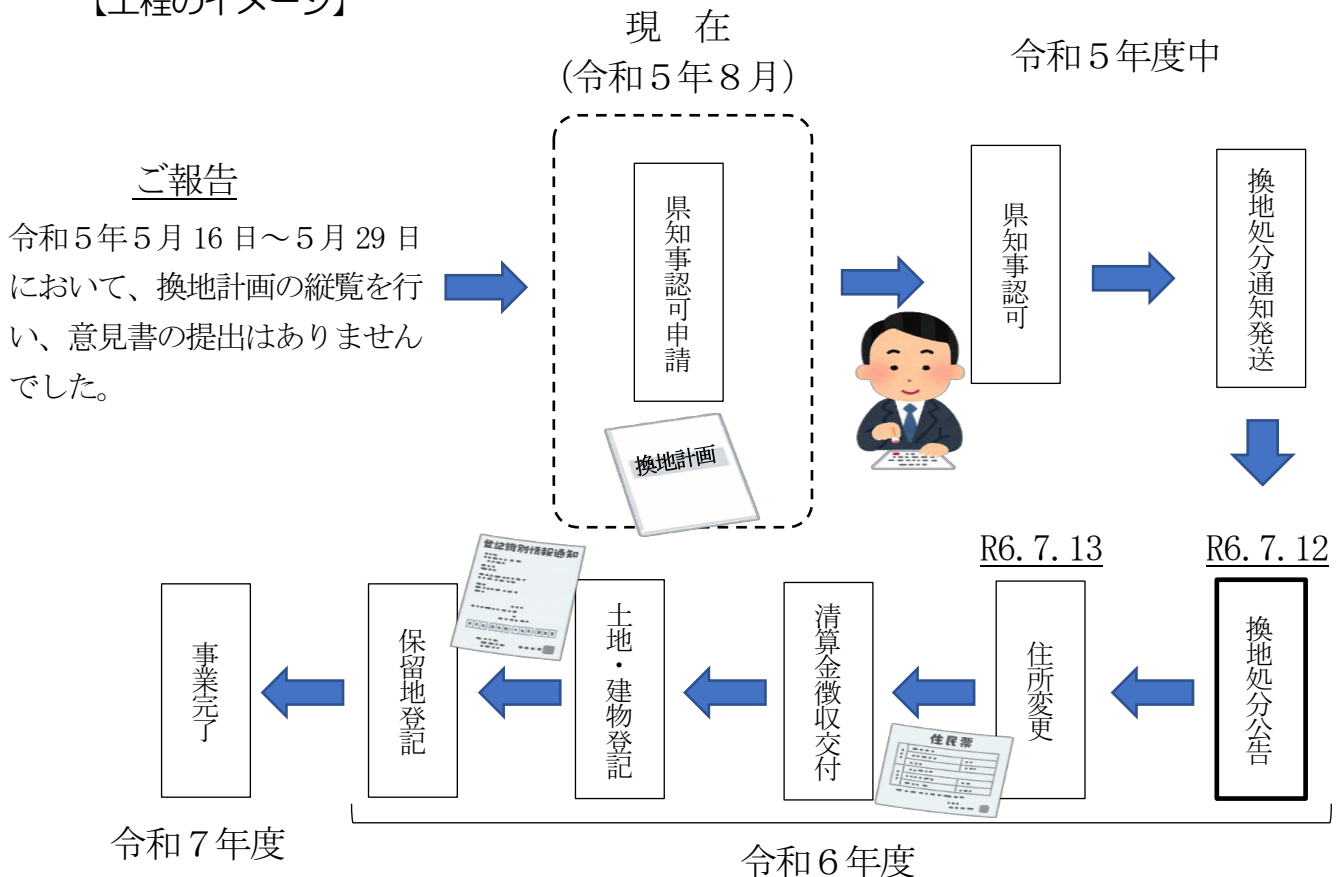 【工程のイメージ】
現　在
(令和５年８月)
令和５年度中
ご報告
令和５年５月 16 日～５月 29 日
において、換地計画の縦覧を行
い、意見書の提出はありません
でした。
県知事認可申請
換地計画
県知事認可
換地処分通知発送
R6.7.12
換地処分公告
R6.7.13
住所変更
住民票
清算金徴収交付
土地・建物登記
登記識別情報通知
保留地登記
事業完了
令和７年度
令和６年度